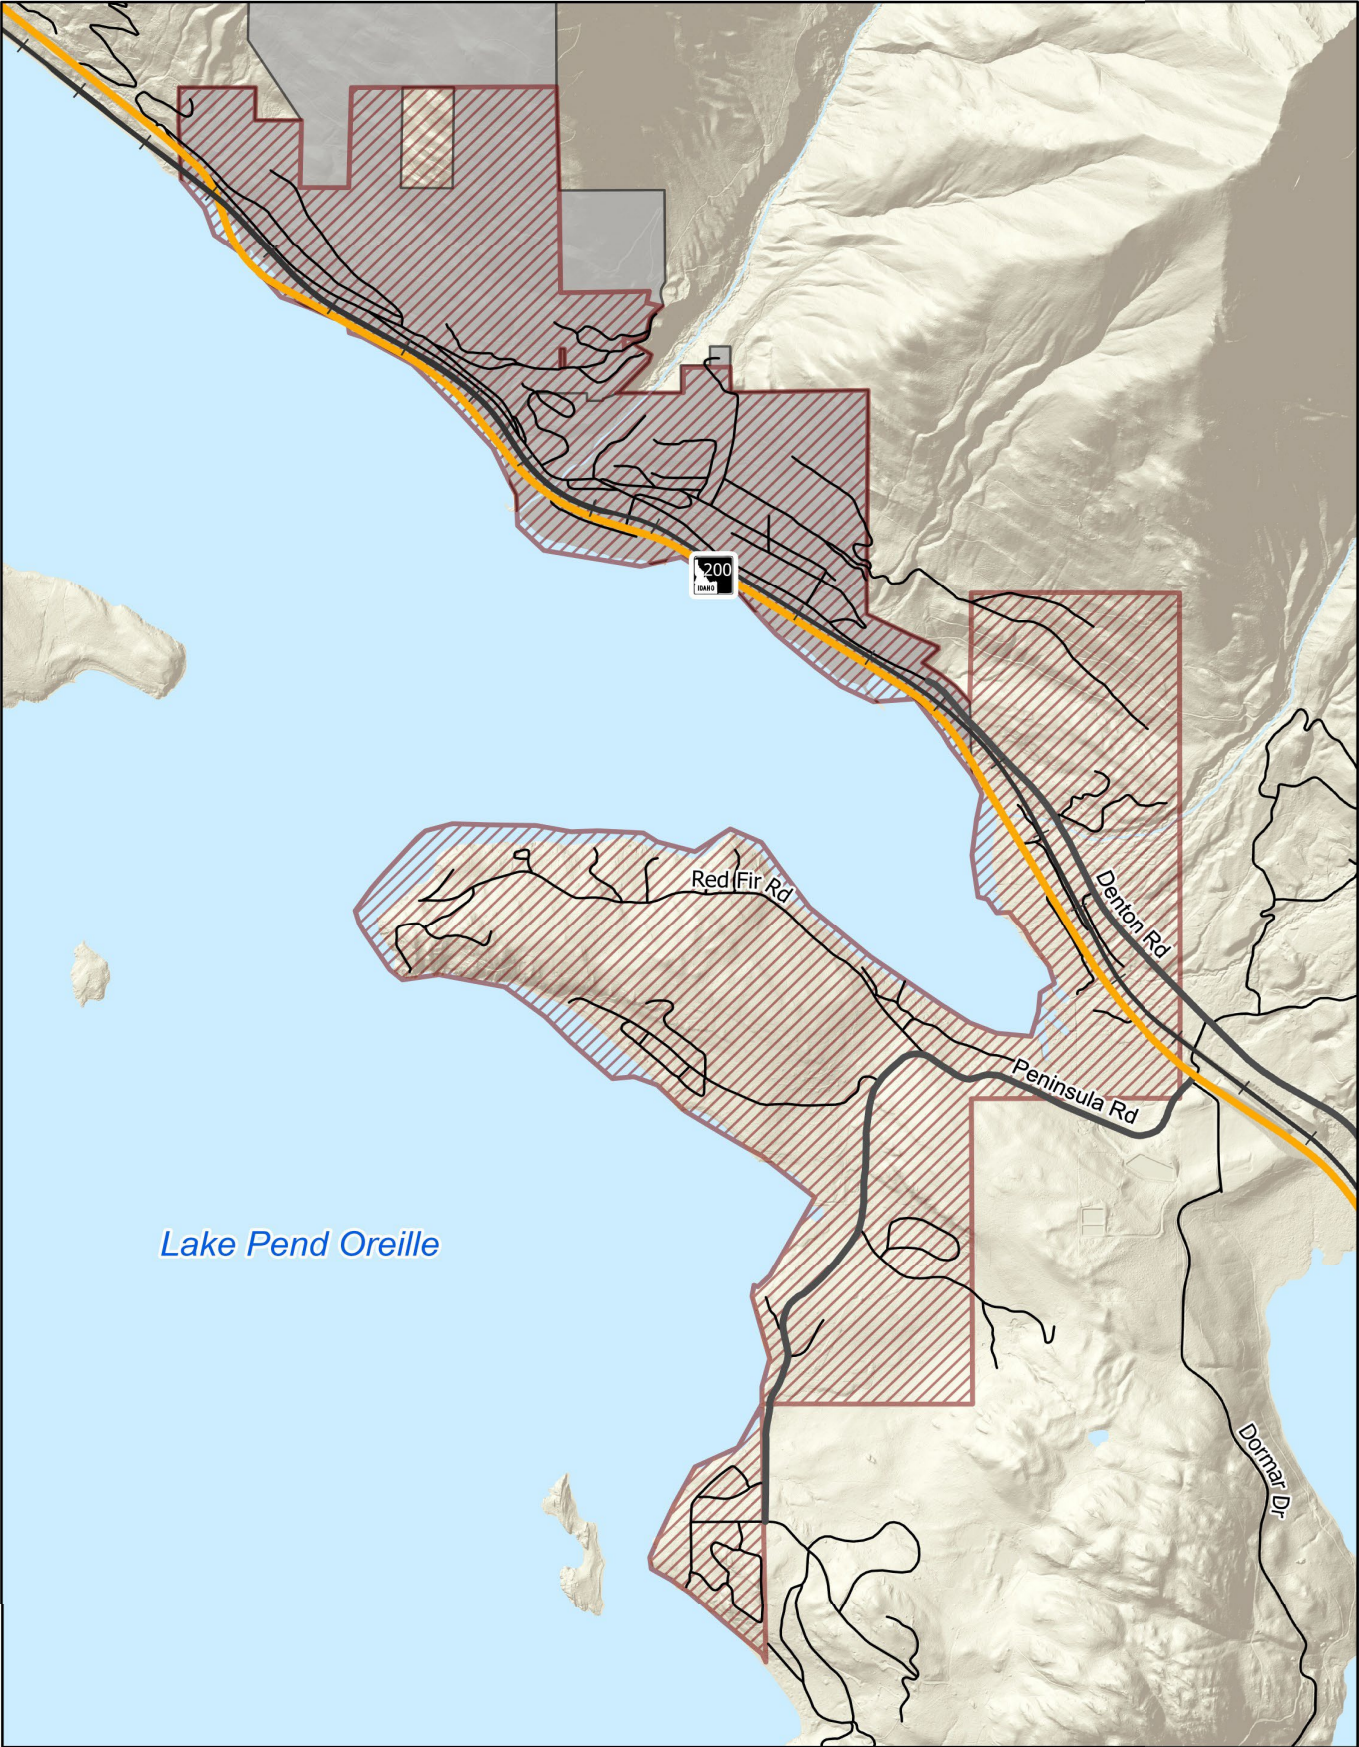 200
IDAHO
Red Fir Rd
Denton Rd
Peninsula Rd
Lake Pend Oreille
Dormar Dr